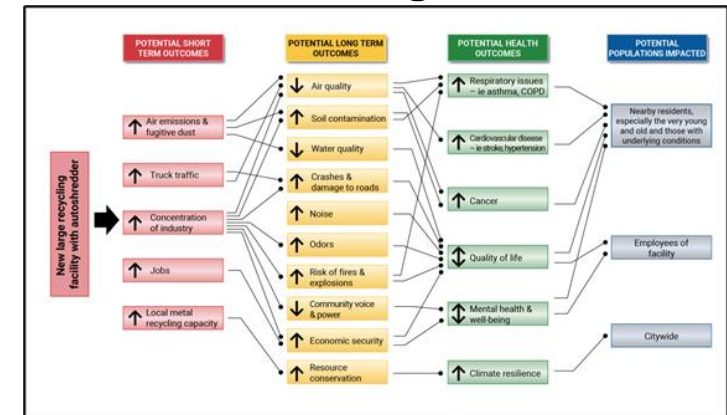 New large recycling
facility with autoshredder
POTENTIAL SHORT
TERM OUTCOMES
Air emissions &
fugitive dust
Truck traffic
Concentration
of industry
Jobs
Local metal
recycling capacity
POTENTIAL LONG TERM
OUTCOMES
Air quality
Soil contamination
Water quality
Crashes &
damage to roads
Noise
Odors
Risk of fires &
explosions
Community voice
& power
Economic security
Resource
conservation
POTENTIAL HEALTH
OUTCOMES
Respiratory issues
– ie asthma, COPD
Cardiovascular disease
– ie stroke, hypertension
Cancer
Quality of life
Mental health &
well-being
Climate resilience
POTENTIAL
POPULATIONS IMPACTED
Nearby residents,
especially the very young
and old and those with
underlying conditions
Employees of
facility
Citywide